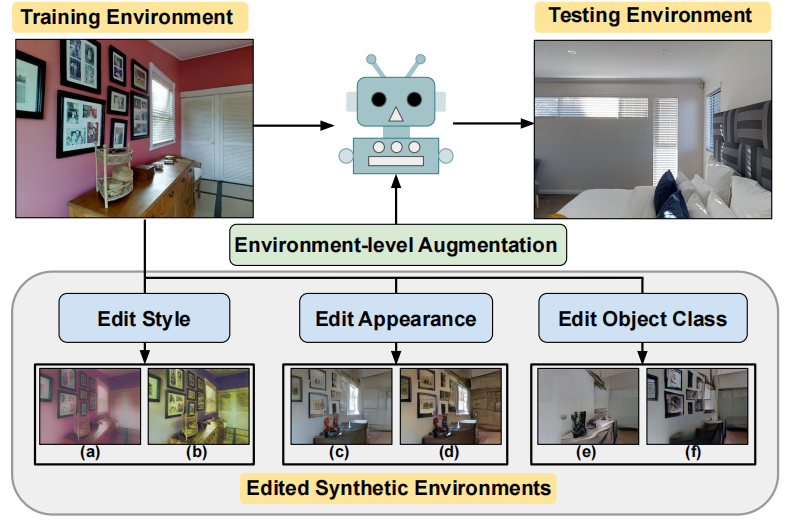 Training Environment
Testing Environment
Environment-level Augmentation
Edit Style
Edit Appearance
Edit Object Class
(a)
(b)
(c)
(d)
(e)
(f)
Edited Synthetic Environments